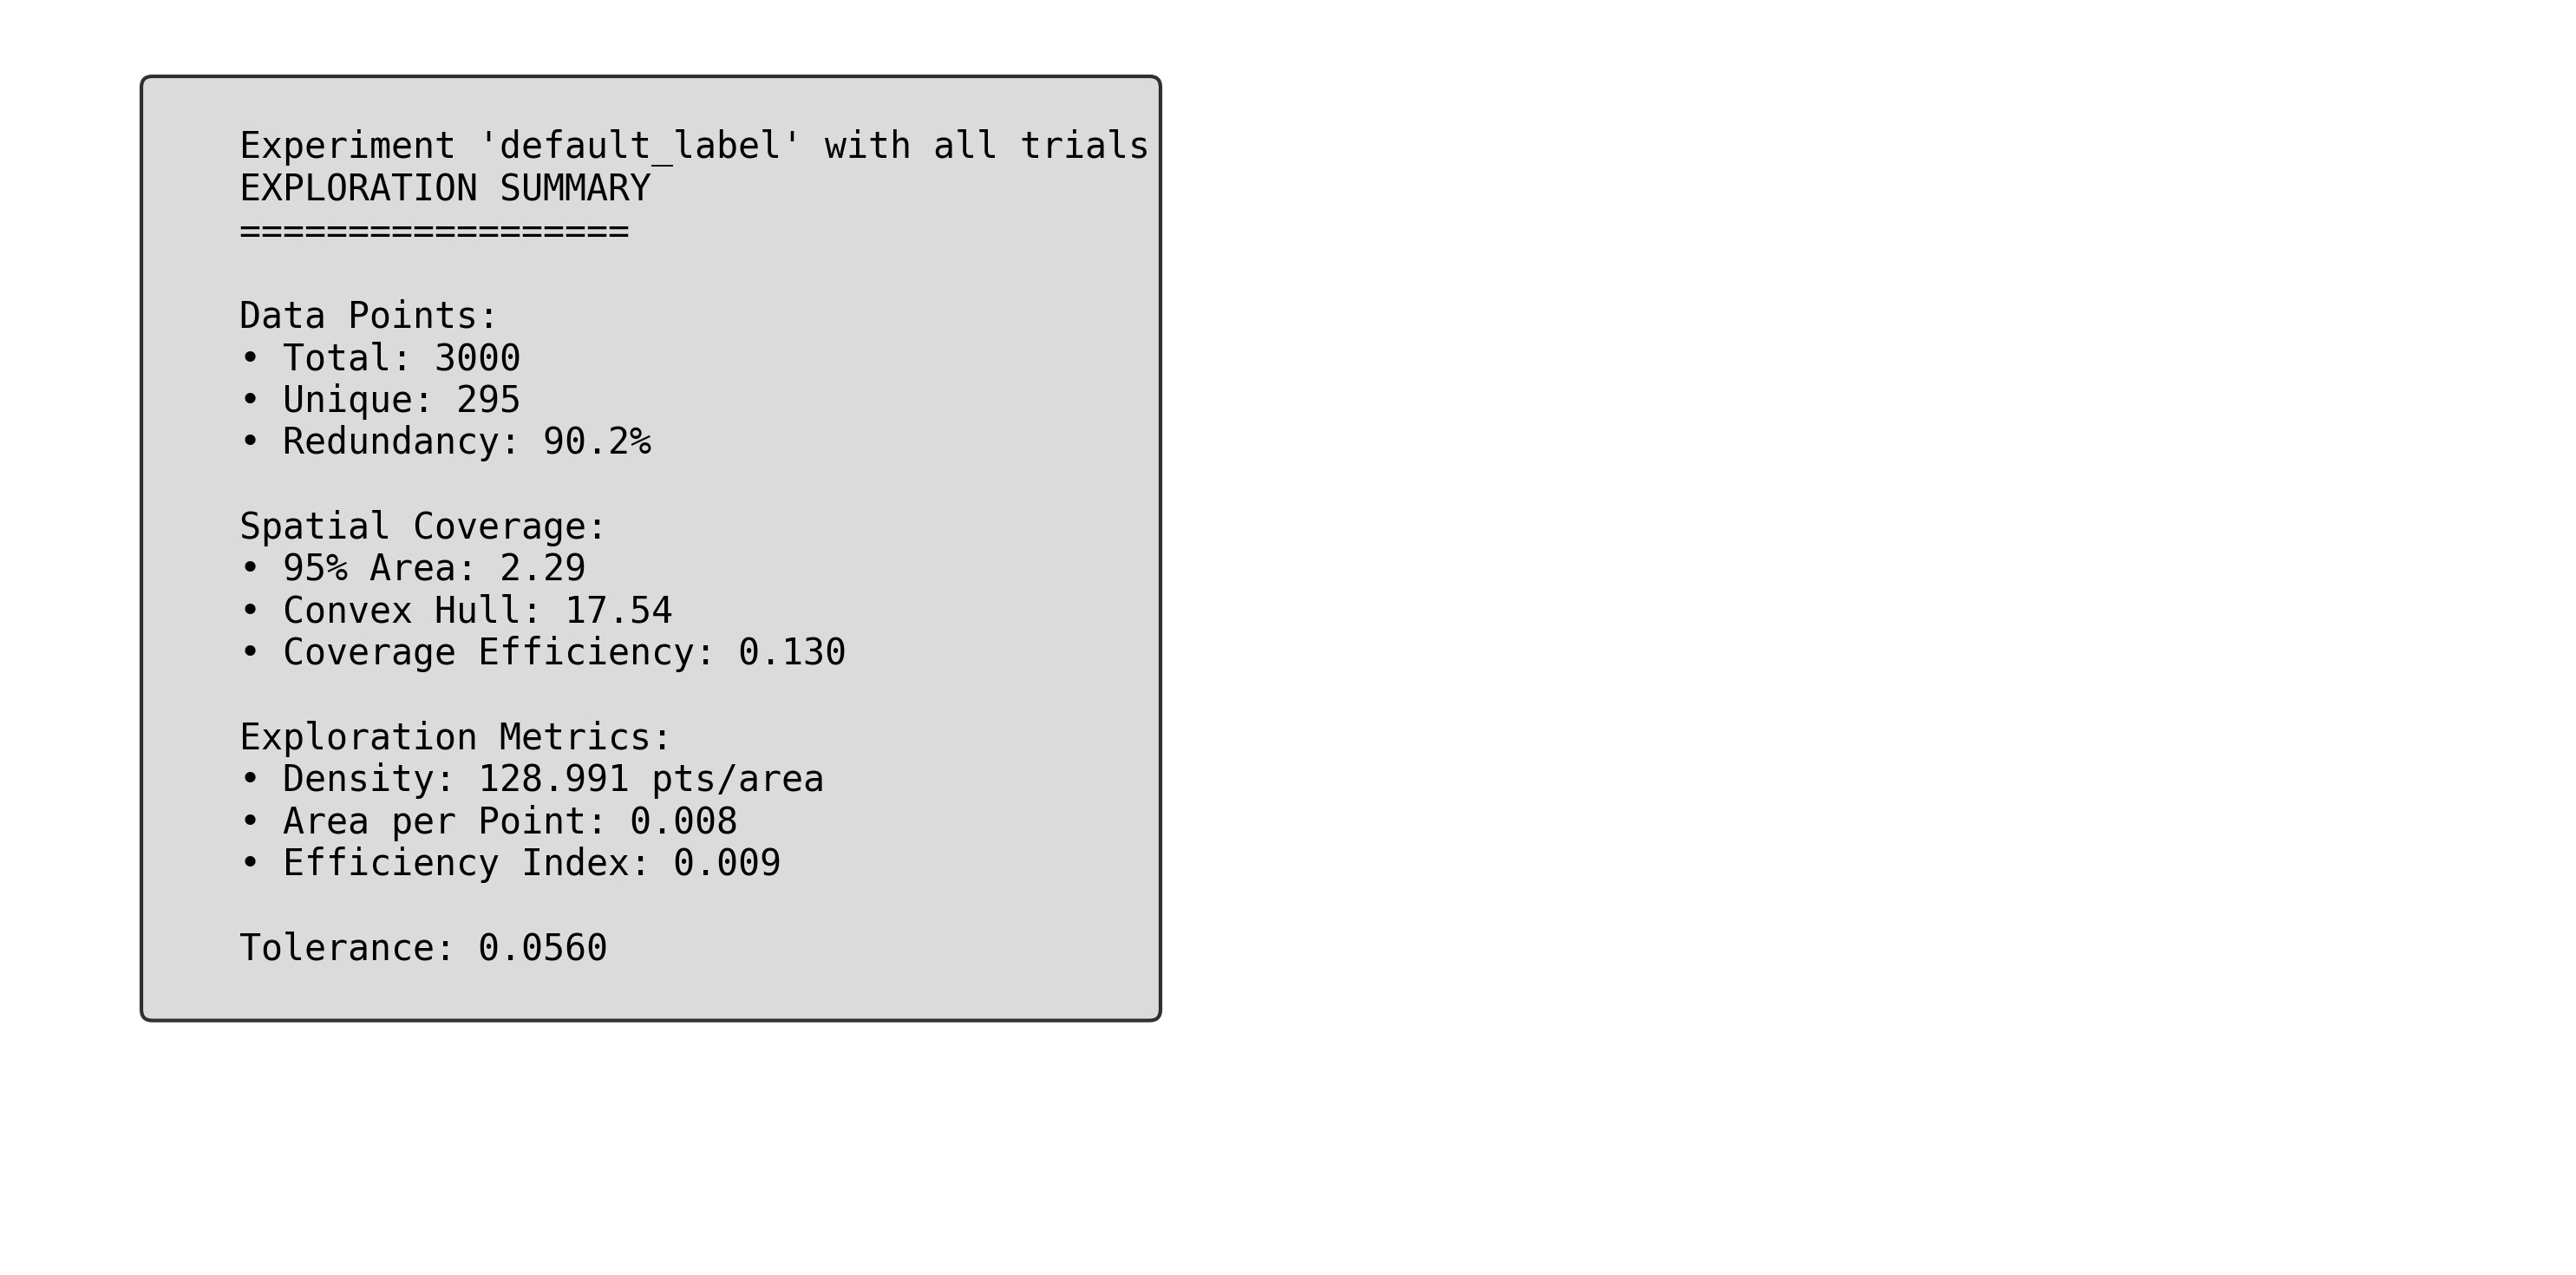 Experiment 'default_label' with all trials
EXPLORATION SUMMARY
==================
Data Points:
• Total: 3000
• Unique: 295
• Redundancy: 90.2%
Spatial Coverage:
• 95% Area: 2.29
• Convex Hull: 17.54
• Coverage Efficiency: 0.130
Exploration Metrics:
• Density: 128.991 pts/area
• Area per Point: 0.008
• Efficiency Index: 0.009
Tolerance: 0.0560